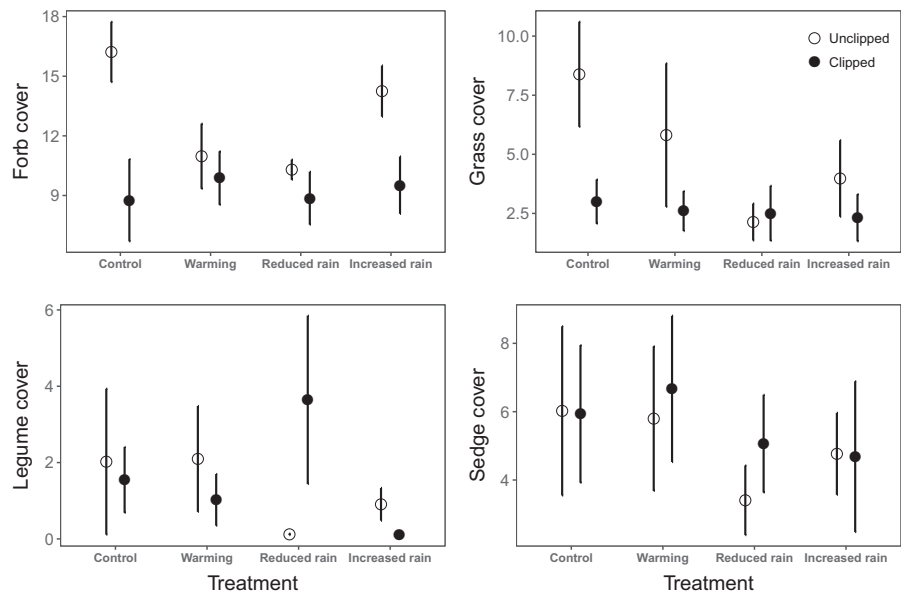 Forb cover
18
15
12
9
Control Warming Reduced rain Increased rain
Grass cover
10.0
7.5
5.0
2.5
Unclipped
Clipped
Control Warming Reduced rain Increased rain
Legume cover
6
4
2
0
Control Warming Reduced rain Increased rain
Treatment
Sedge cover
8
6
4
Control Warming Reduced rain Increased rain
Treatment